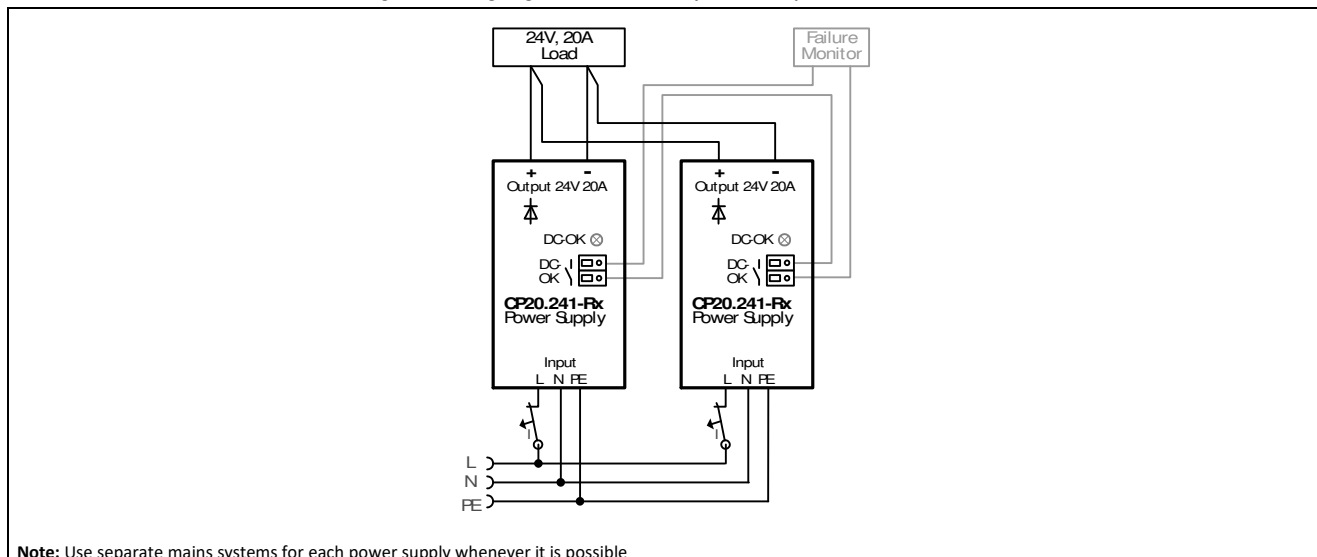 24V, 20A
Load
Failure
Monitor
+ -
Output 24V 20A
DC-OK
DC-
OK
I
CP20.241-Rx
Power Supply
Input
L N PE
I
+ -
Output 24V 20A
DC-OK
DC-
OK
I
CP20.241-Rx
Power Supply
Input
L N PE
I
L
N
PE
Note: Use separate mains systems for each power supply whenever it is possible